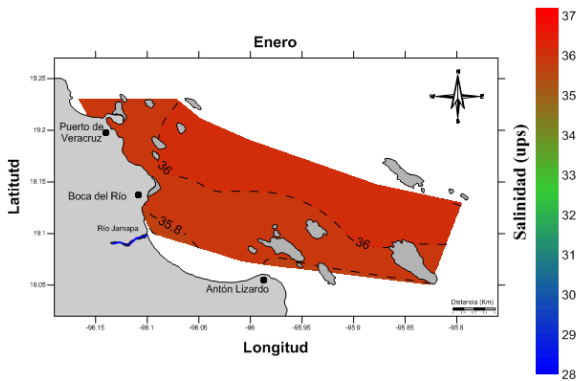 Enero
37
36
35
34
33
32
31
30
29
28
Salinidad (ups)
19.25
19.2
19.15
19.1
19.05
Latitutd
Puerto de
Veracruz
Boca del Río
Río Jamapa
Antón Lizardo
36
35.8
36
N
Distancia (Km)
-96.15
-96.1
-96.05
-96
-95.95
-95.9
-95.85
-95.8
Longitud